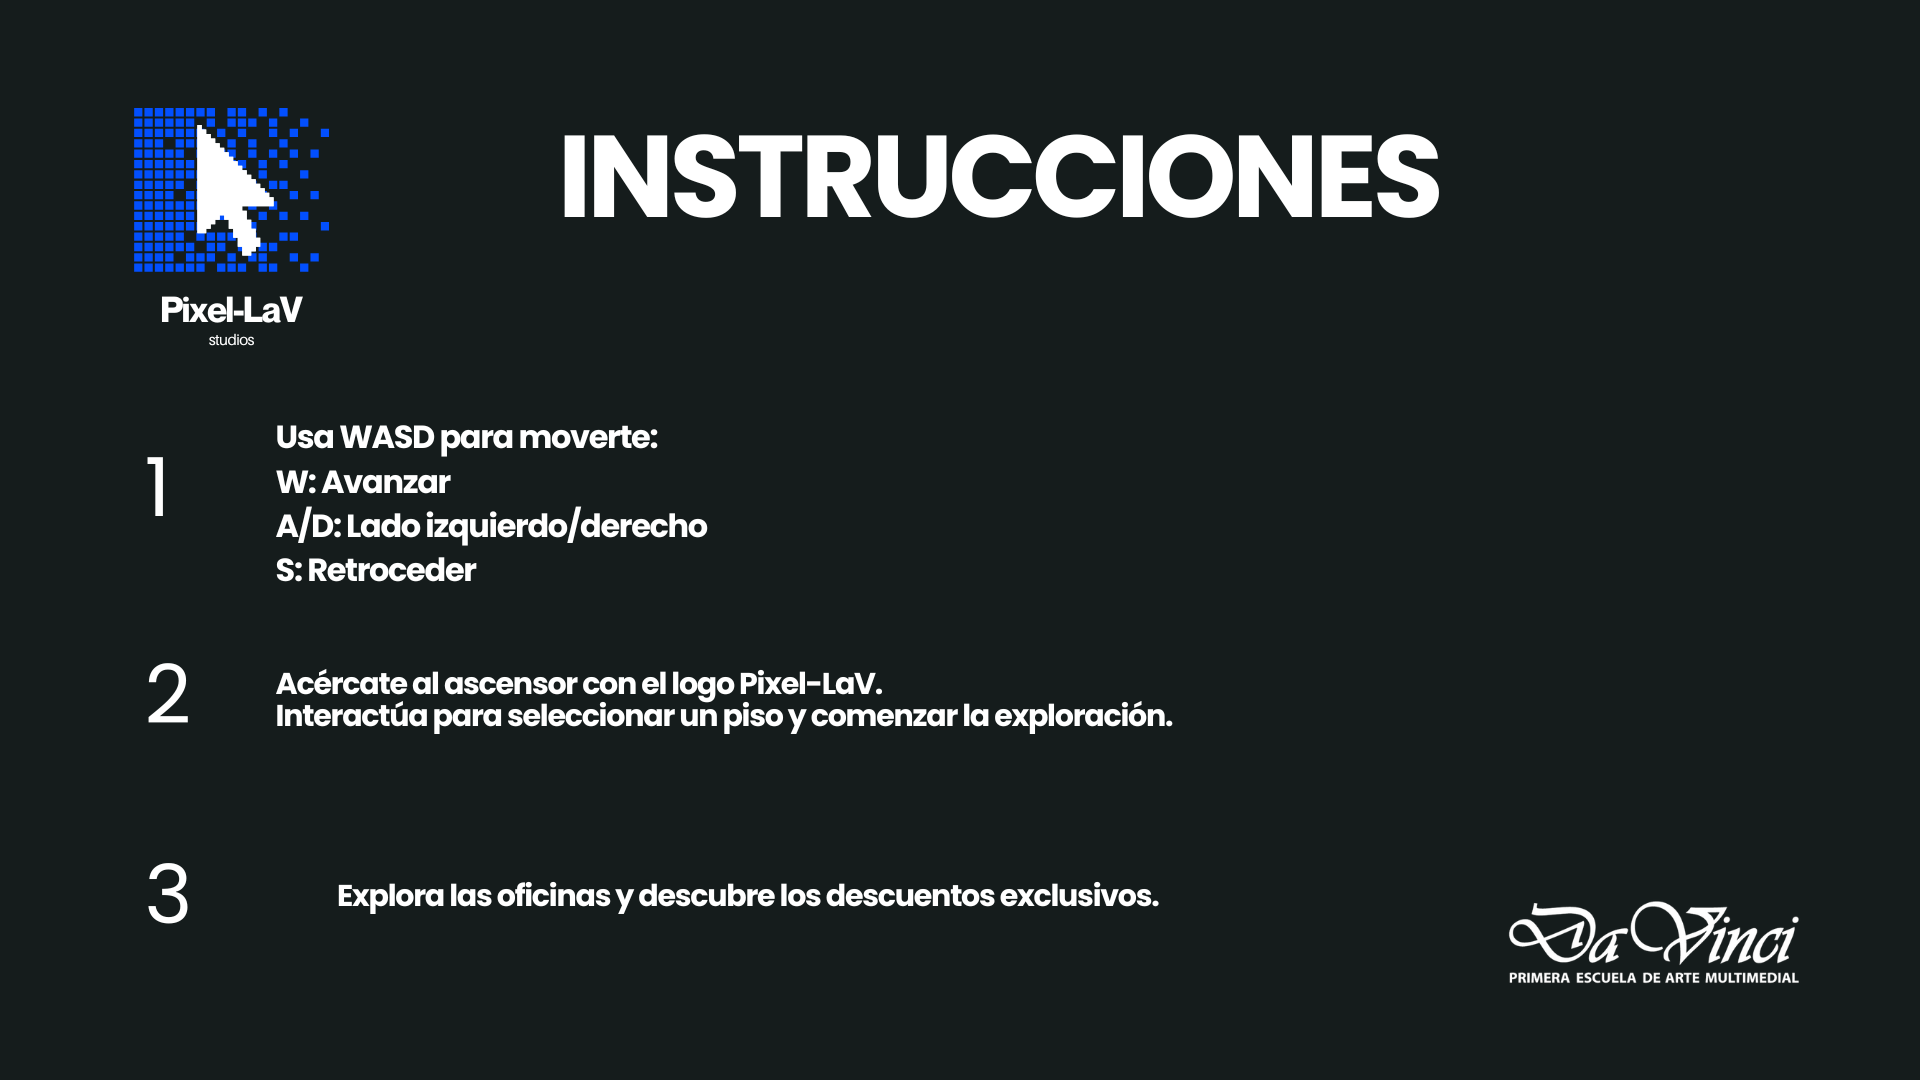 INSTRUCCIONES
Pixel-LaV
studios
1
Usa WASD para moverte:
W: Avanzar
A/D: Lado izquierdo/derecho
S: Retroceder
2
Acércate al ascensor con el logo Pixel-LaV.
Interactúa para seleccionar un piso y comenzar la exploración.
3
Explora las oficinas y descubre los descuentos exclusivos.
Da Vinci
PRIMERA ESCUELA DE ARTE MULTIMEDIAL